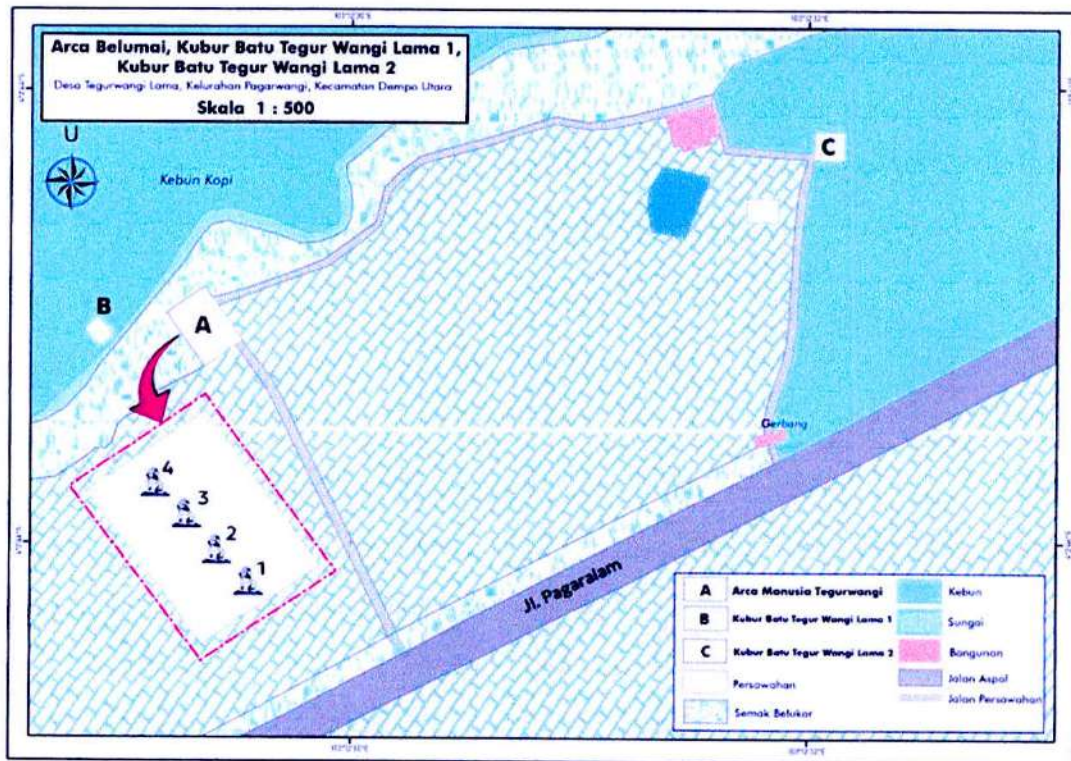 Arca Belumai, Kubur Batu Tegur Wangi Lama 1,
Kubur Batu Tegur Wangi Lama 2
Desa Tegurwangi Lama, Kelurahan Pagarwangi, Kecamatan Dempo Utara
Skala 1 : 500
U
Kebun Kopi
C
B
A
Gerbang
4
3
2
1
Jl. Pagaralam
A Arca Manusia Tegurwangi
B Kubur Batu Tegur Wangi Lama 1
C Kubur Batu Tegur Wangi Lama 2
Persawahan
Semak Belukar
Kebun
Sungai
Bangunan
Jalan Aspal
Jalan Persawahan